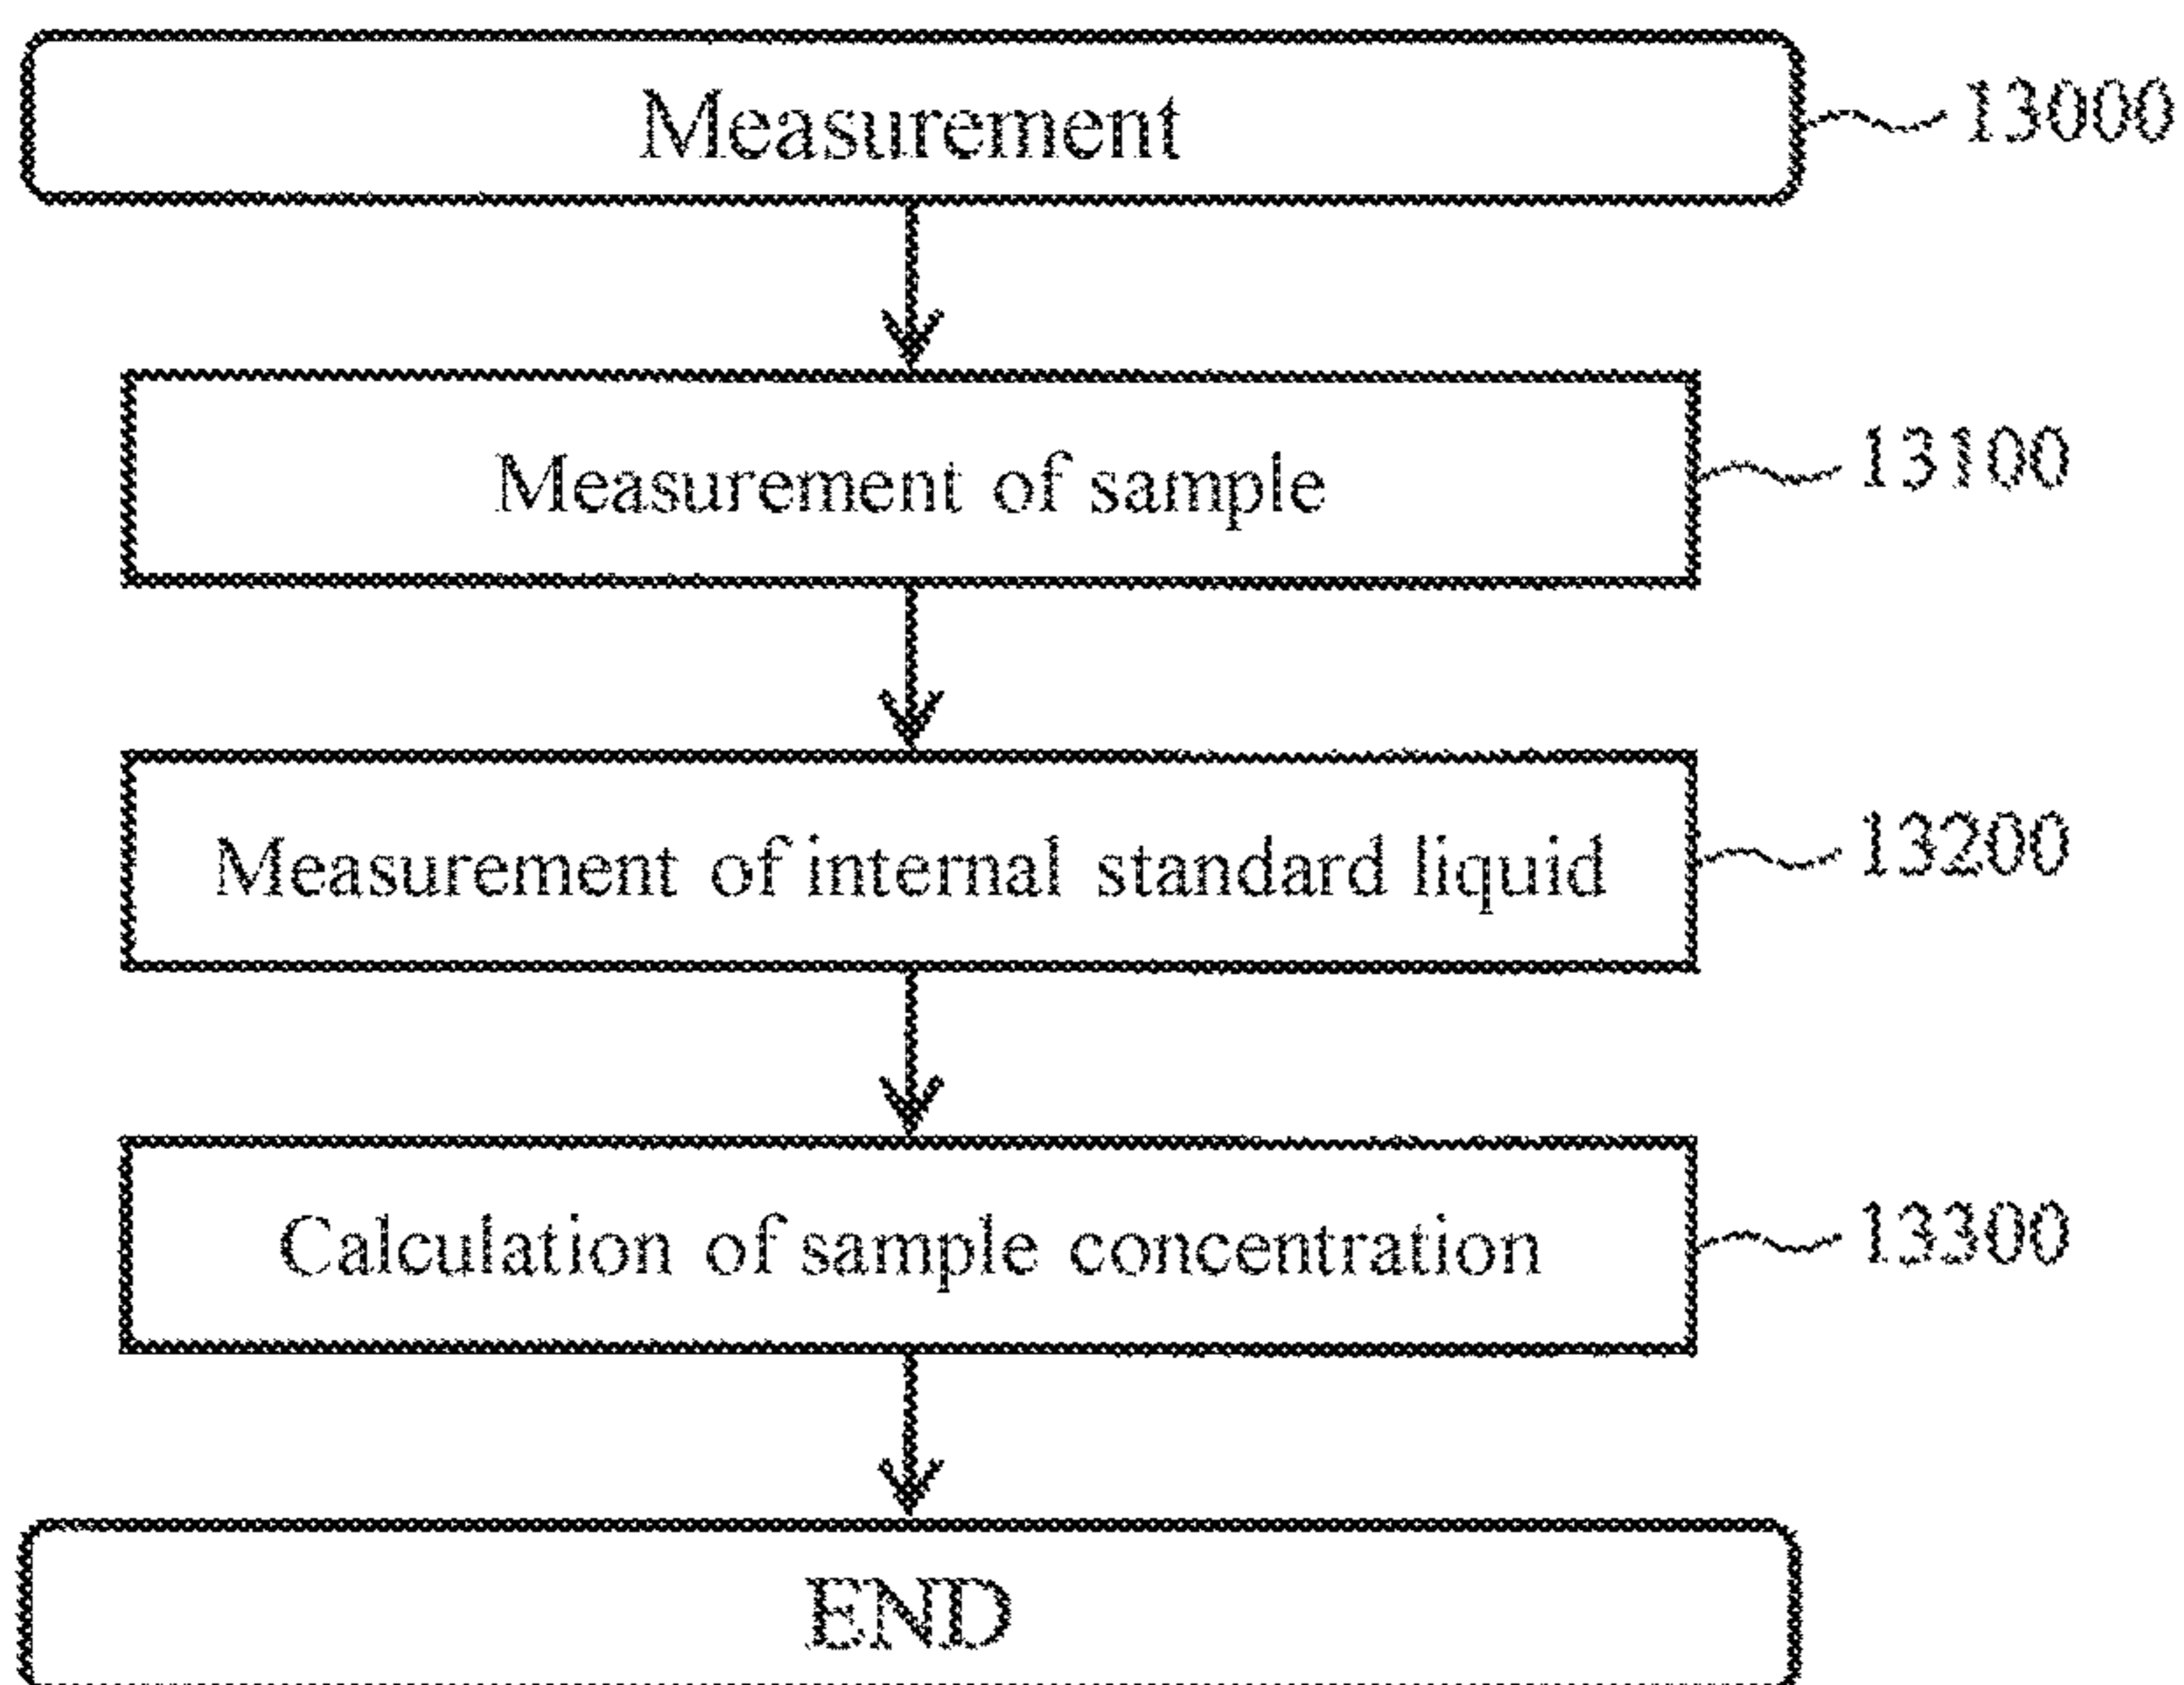 Measurement
13000
Measurement of sample
13100
Measurement of internal standard liquid
13200
Calculation of sample concentration
13300
END